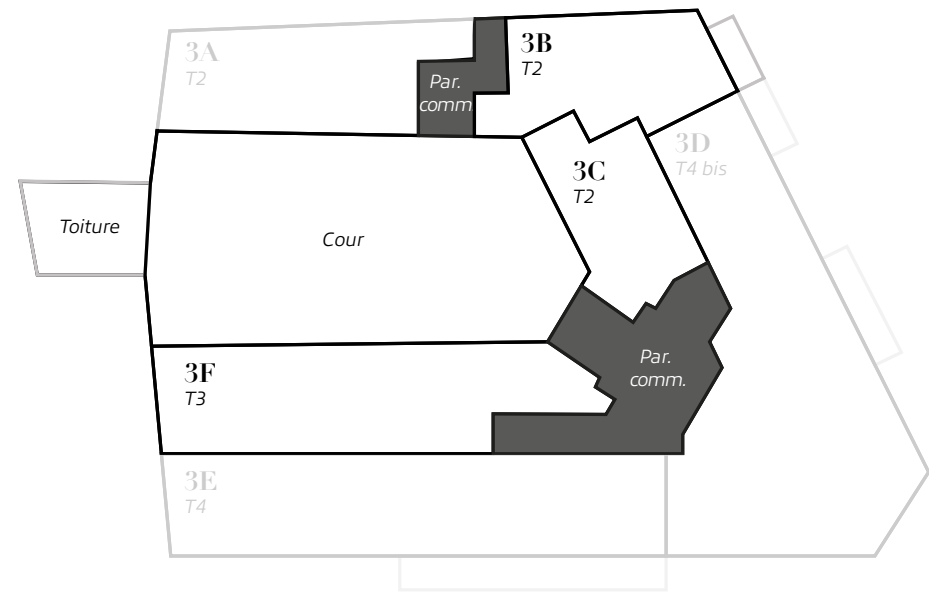 3A
T2
Par.
comm.
3B
T2
3C
T2
3D
T4 bis
Toiture
Cour
3F
T3
Par.
comm.
3E
T4